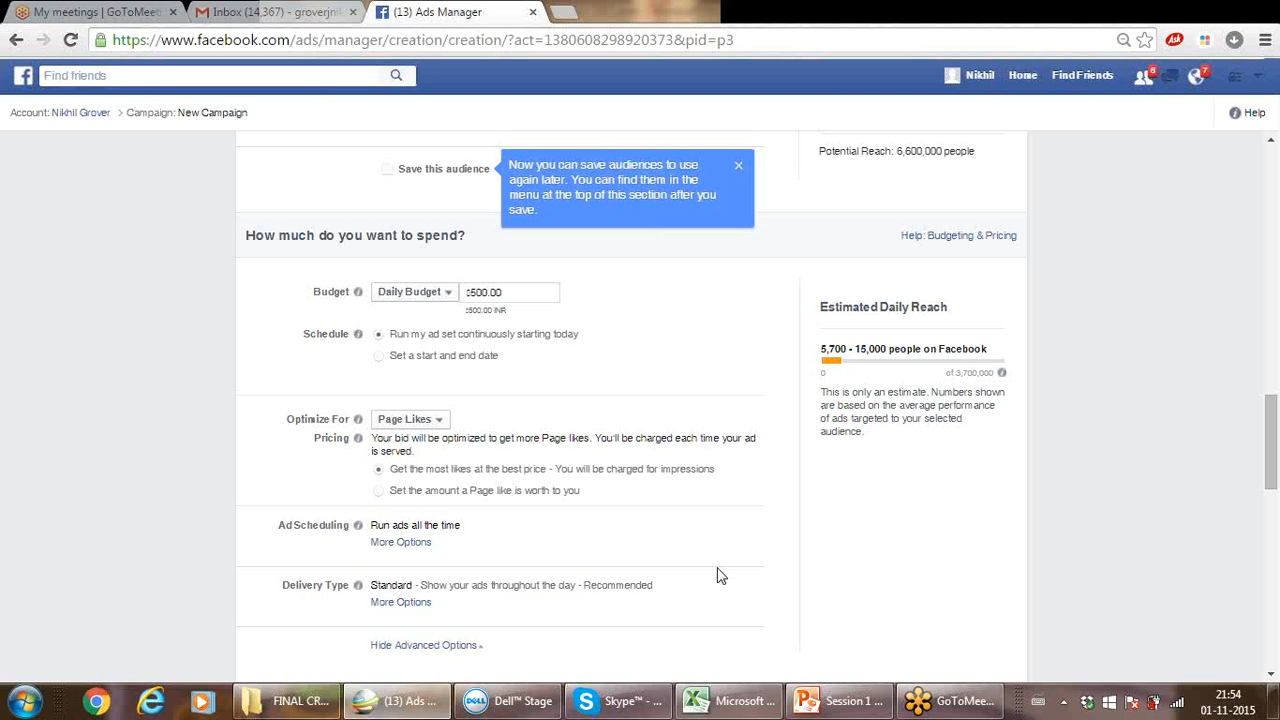 My meetings | GoToMeeti
Inbox (14,367) - groverjnik
(13) Ads Manager
https://www.facebook.com/ads/manager/creation/creation/?act=1380608298920373&pid=p3
Ask
Find friends
Nikhil Home Find Friends 6 7
Account: Nikhil Grover > Campaign: New Campaign
Help
Potential Reach: 6,600,000 people
Save this audience
Now you can save audiences to use
again later. You can find them in the
menu at the top of this section after you
save.
How much do you want to spend?
Help: Budgeting & Pricing
Budget Daily Budget 500.00
500.00 INR
Schedule Run my ad set continuously starting today
Set a start and end date
Estimated Daily Reach
5,700 - 15,000 people on Facebook
0 of 3,700,000
This is only an estimate. Numbers shown
are based on the average performance
of ads targeted to your selected
audience.
Optimize For Page Likes
Pricing Your bid will be optimized to get more Page likes. You'll be charged each time your ad
is served.
Get the most likes at the best price - You will be charged for impressions
Set the amount a Page like is worth to you
Ad Scheduling Run ads all the time
More Options
Delivery Type Standard - Show your ads throughout the day - Recommended
More Options
Hide Advanced Options
FINAL CR...
(13) Ads ...
DELL Dell™ Stage
Skype™ - ...
Microsoft ...
Session 1 ...
GoToMee...
21:54
01-11-2015